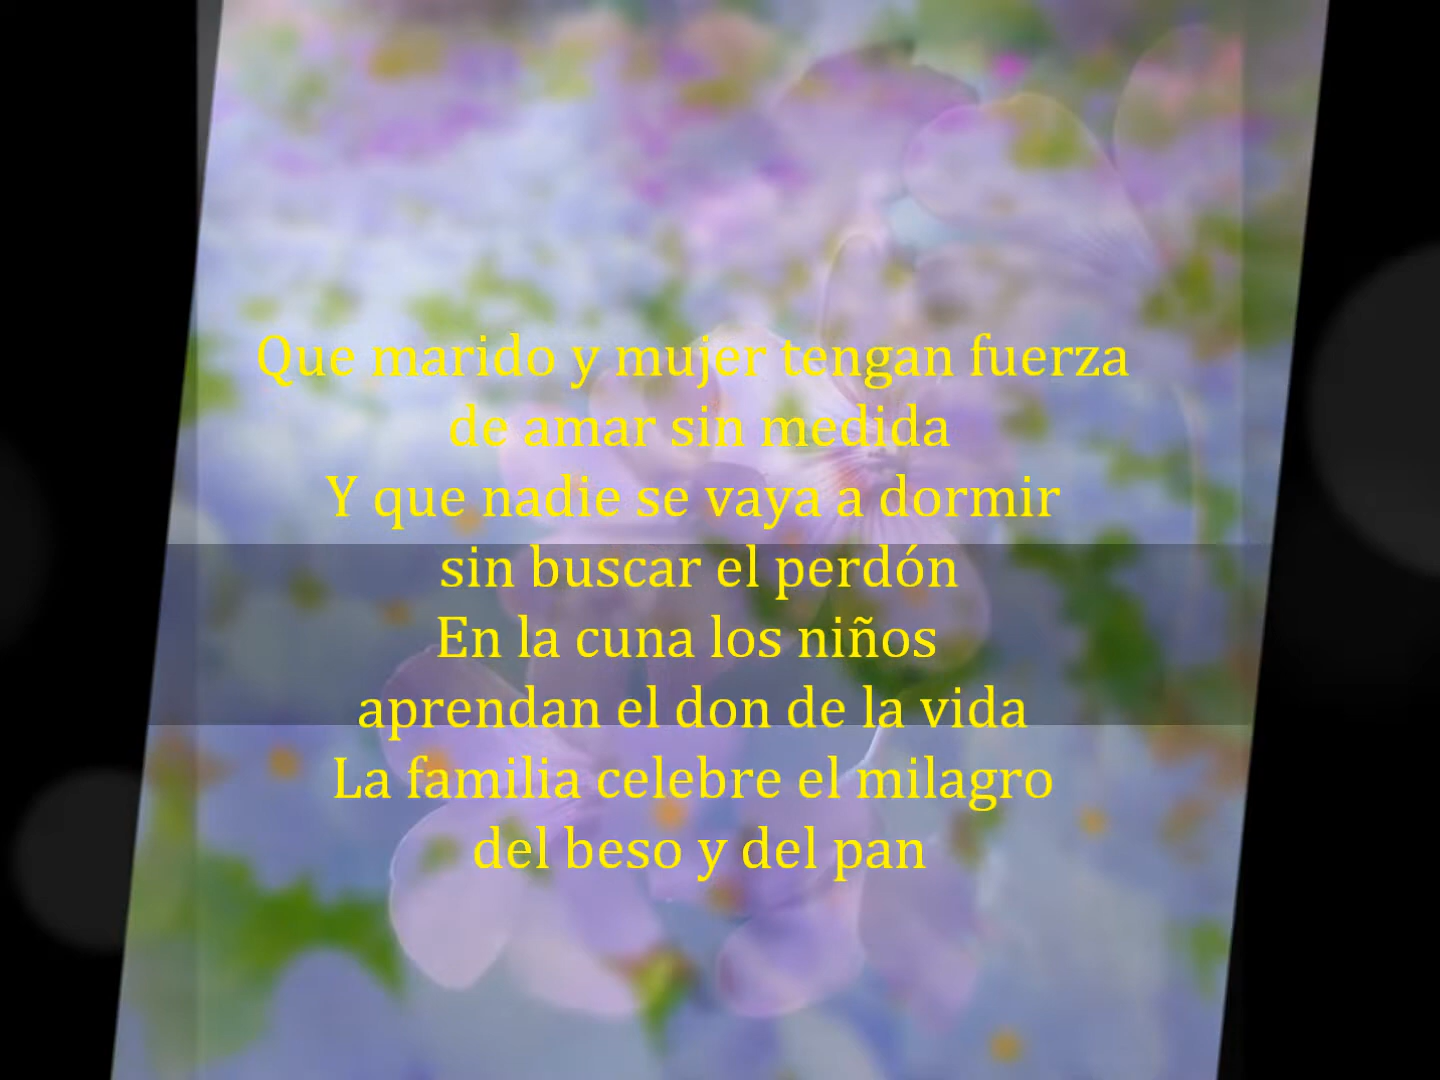 Que marido y mujer tengan fuerza
de amar sin medida
Y que nadie se vaya a dormir
sin buscar el perdón
En la cuna los niños
aprendan el don de la vida
La familia celebre el milagro
del beso y del pan